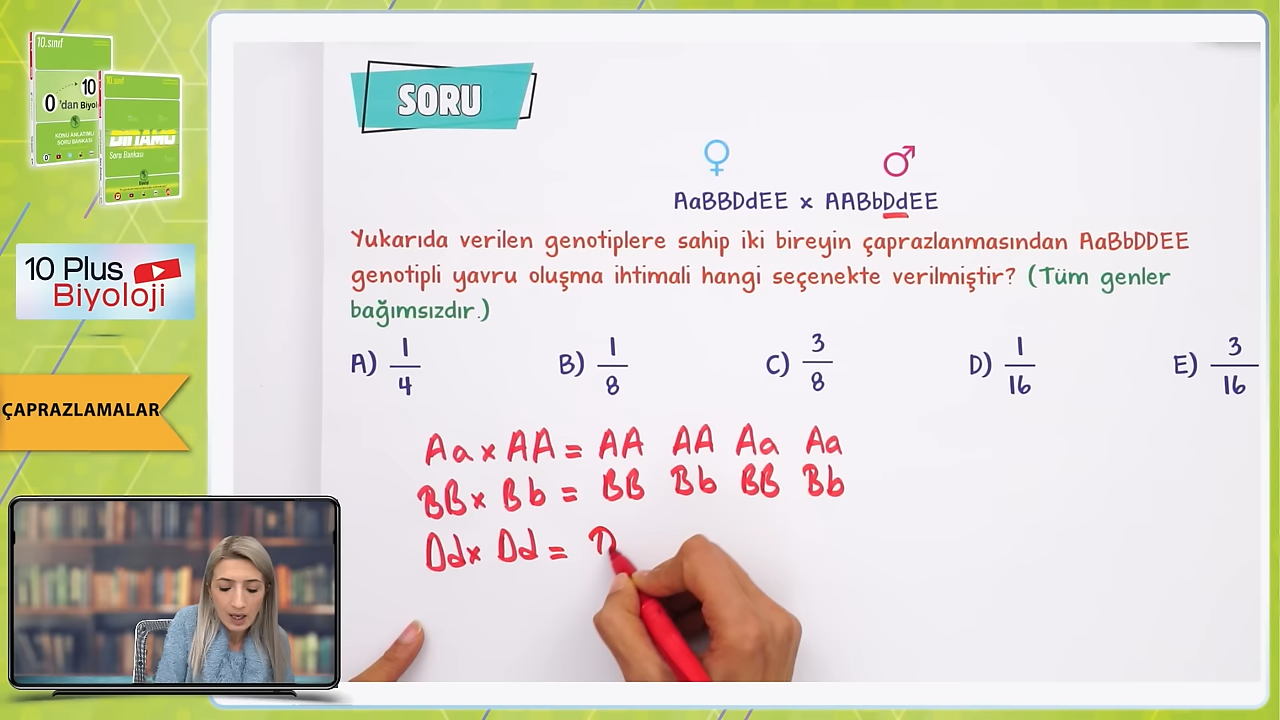 10.sınıf
0'dan 10
Biyol
KONU ANLATIMLI
SORU BANKASI
10.sınıf
DİNAMO
Soru Bankası
10 Plus
Biyoloji
ÇAPRAZLAMALAR
SORU
♀ ♂
AaBBDdEE x AABbDdEE
Yukarıda verilen genotiplere sahip iki bireyin çaprazlanmasından AaBbDDEE
genotipli yavru oluşma ihtimali hangi seçenekte verilmiştir? (Tüm genler
bağımsızdır.)
A) 1/4 B) 1/8 C) 3/8 D) 1/16 E) 3/16
Aa x AA = AA AA Aa Aa
BB x Bb = BB Bb BB Bb
Dd x Dd = D